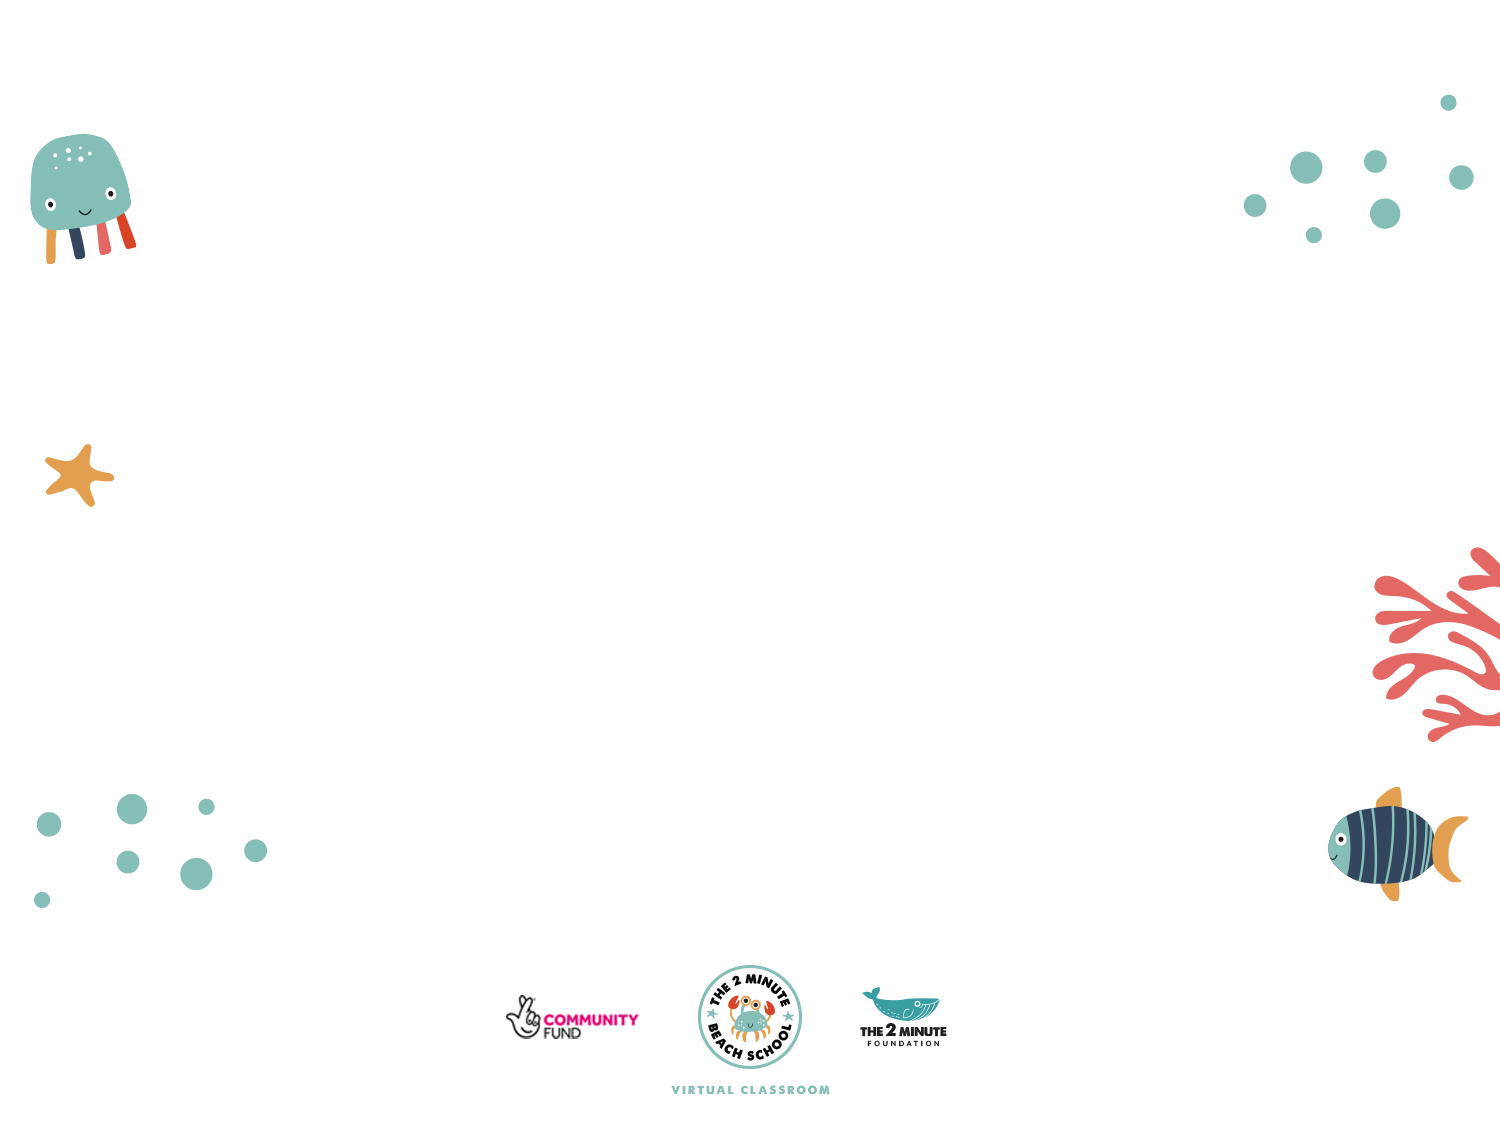 COMMUNITY
FUND
THE 2 MINUTE
BEACH SCHOOL
THE 2 MINUTE
FOUNDATION
VIRTUAL CLASSROOM